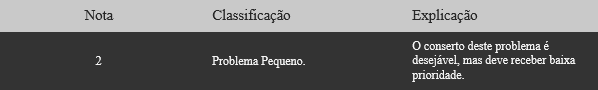 Nota Classificação Explicação
2 Problema Pequeno. O conserto deste problema é
desejável, mas deve receber baixa
prioridade.